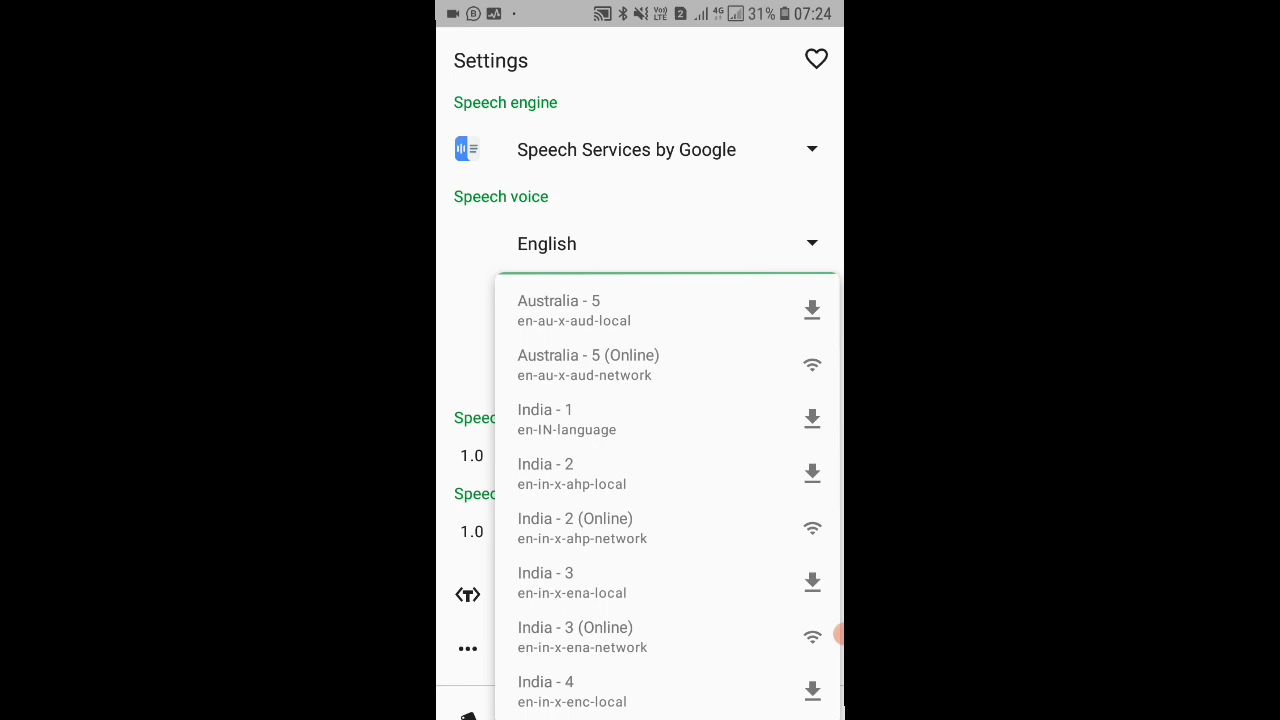 31% 07:24
Settings
Speech engine
Speech Services by Google
Speech voice
English
Australia - 5
en-au-x-aud-local
Australia - 5 (Online)
en-au-x-aud-network
India - 1
en-IN-language
India - 2
en-in-x-ahp-local
India - 2 (Online)
en-in-x-ahp-network
India - 3
en-in-x-ena-local
India - 3 (Online)
en-in-x-ena-network
India - 4
en-in-x-enc-local
Speec
1.0
Speec
1.0